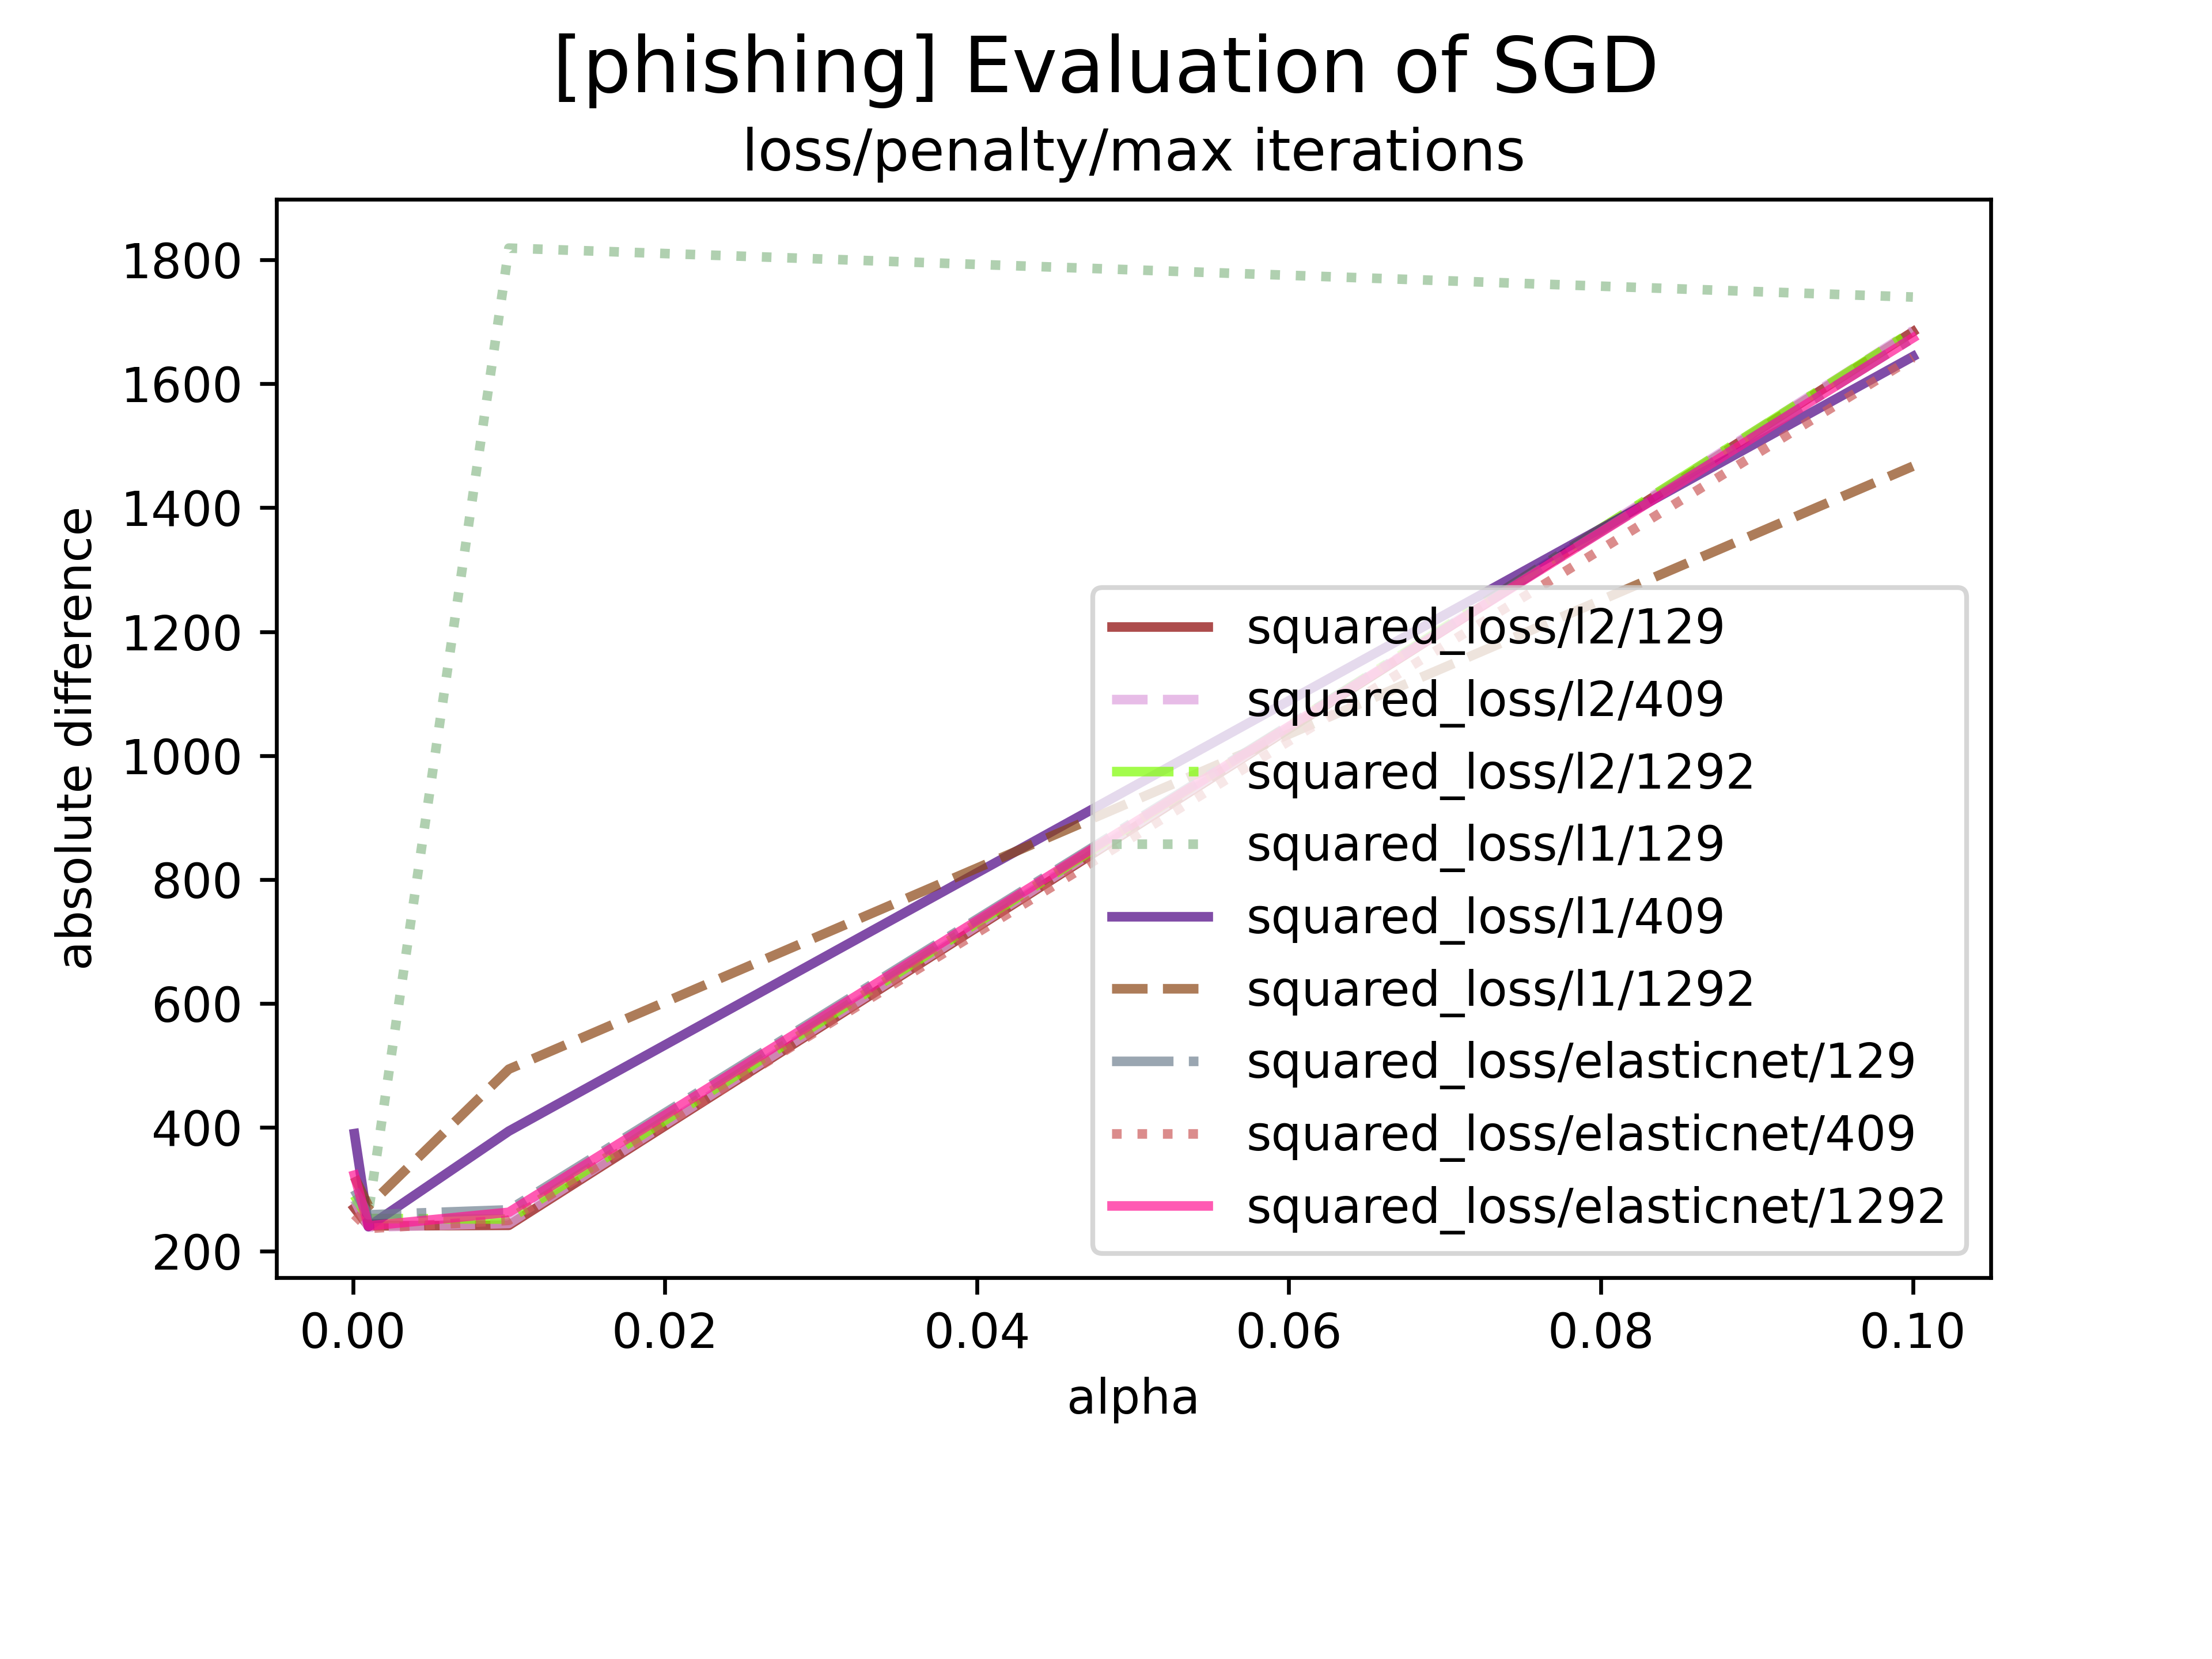 [phishing] Evaluation of SGD
loss/penalty/max iterations
absolute difference
1800
1600
1400
1200
1000
800
600
400
200
squared_loss/l2/129
squared_loss/l2/409
squared_loss/l2/1292
squared_loss/l1/129
squared_loss/l1/409
squared_loss/l1/1292
squared_loss/elasticnet/129
squared_loss/elasticnet/409
squared_loss/elasticnet/1292
0.00 0.02 0.04 0.06 0.08 0.10
alpha